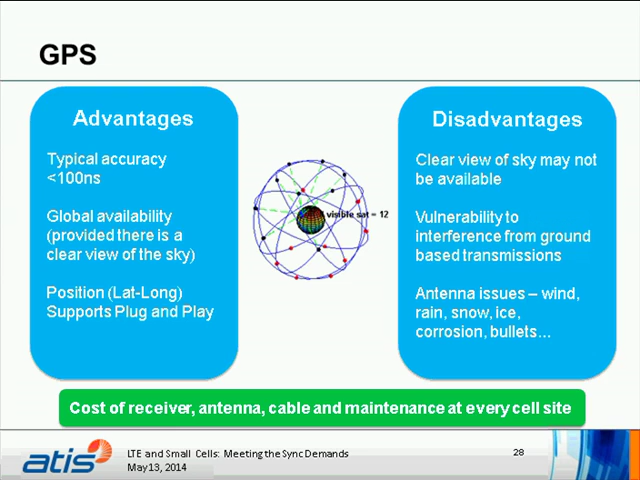 GPS
Advantages
Typical accuracy
<100ns
Global availability
(provided there is a
clear view of the sky)
Position (Lat-Long)
Supports Plug and Play
visible sat = 12
Disadvantages
Clear view of sky may not
be available
Vulnerability to
interference from ground
based transmissions
Antenna issues – wind,
rain, snow, ice,
corrosion, bullets...
Cost of receiver, antenna, cable and maintenance at every cell site
atis
LTE and Small Cells: Meeting the Sync Demands
May 13, 2014
28